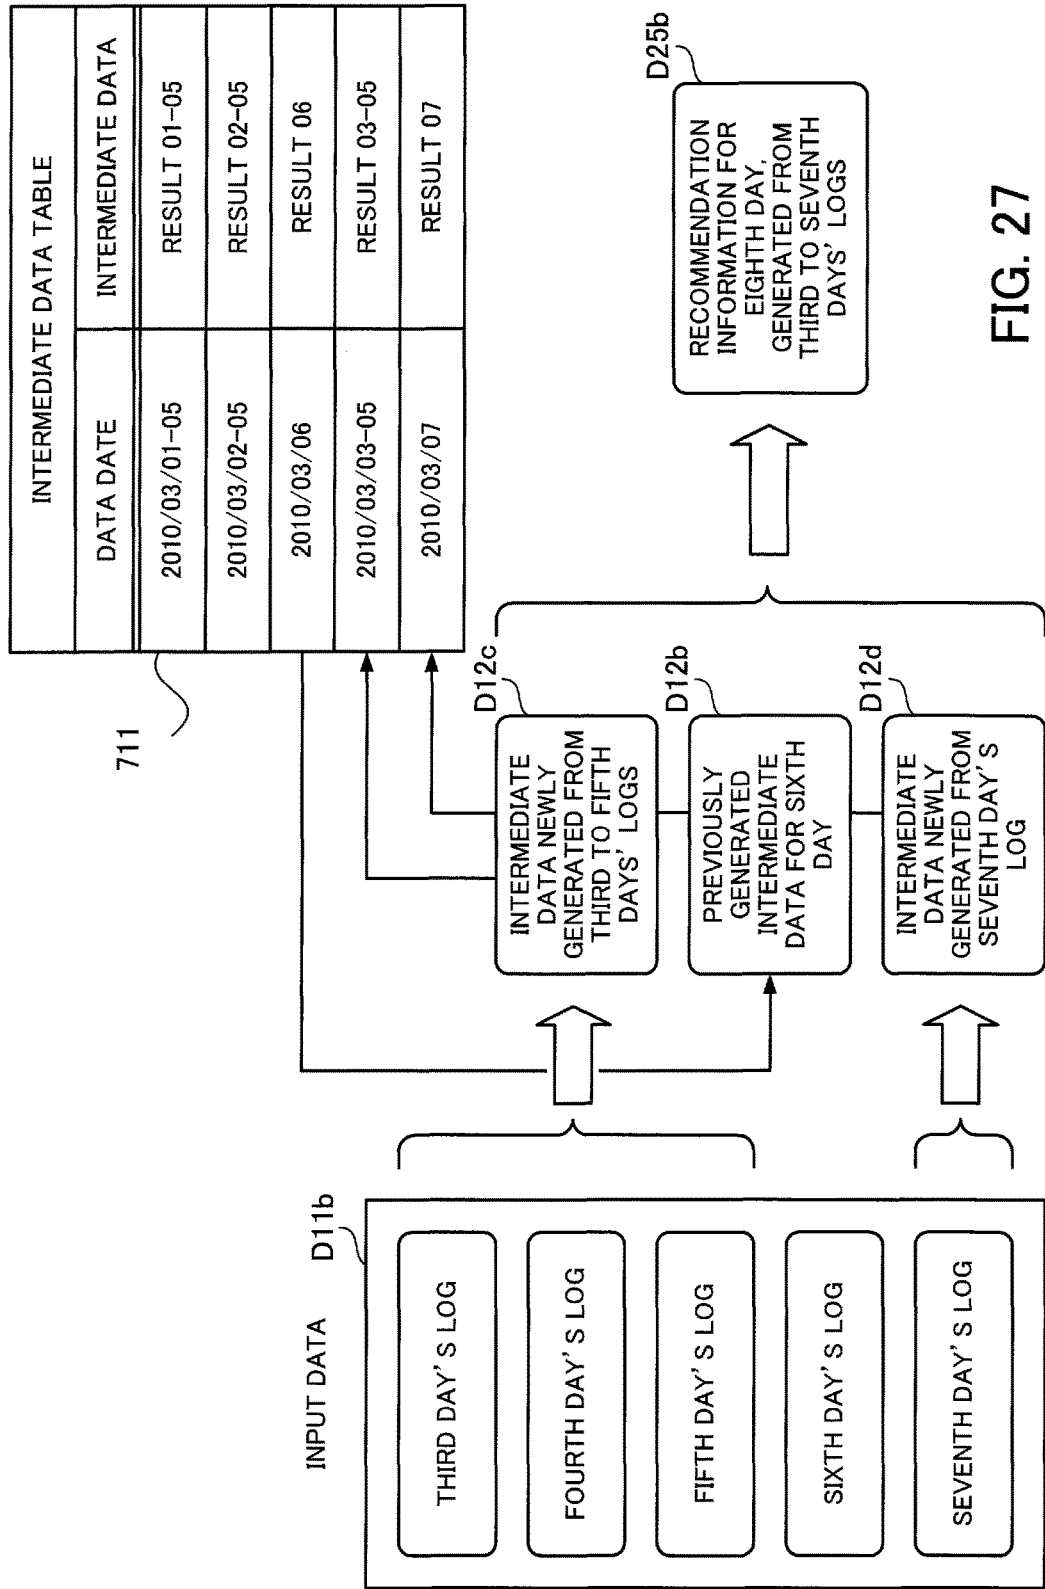 INPUT DATA
D11b
THIRD DAY'S LOG
FOURTH DAY'S LOG
FIFTH DAY'S LOG
SIXTH DAY'S LOG
SEVENTH DAY'S LOG
711
INTERMEDIATE DATA TABLE
DATA DATE INTERMEDIATE DATA
2010/03/01-05 RESULT 01-05
2010/03/02-05 RESULT 02-05
2010/03/06 RESULT 06
2010/03/03-05 RESULT 03-05
2010/03/07 RESULT 07
D12c
INTERMEDIATE
DATA NEWLY
GENERATED FROM
THIRD TO FIFTH
DAYS' LOGS
D12b
PREVIOUSLY
GENERATED
INTERMEDIATE
DATA FOR SIXTH
DAY
D12d
INTERMEDIATE
DATA NEWLY
GENERATED FROM
SEVENTH DAY'S
LOG
D25b
RECOMMENDATION
INFORMATION FOR
EIGHTH DAY,
GENERATED FROM
THIRD TO SEVENTH
DAYS' LOGS
FIG. 27